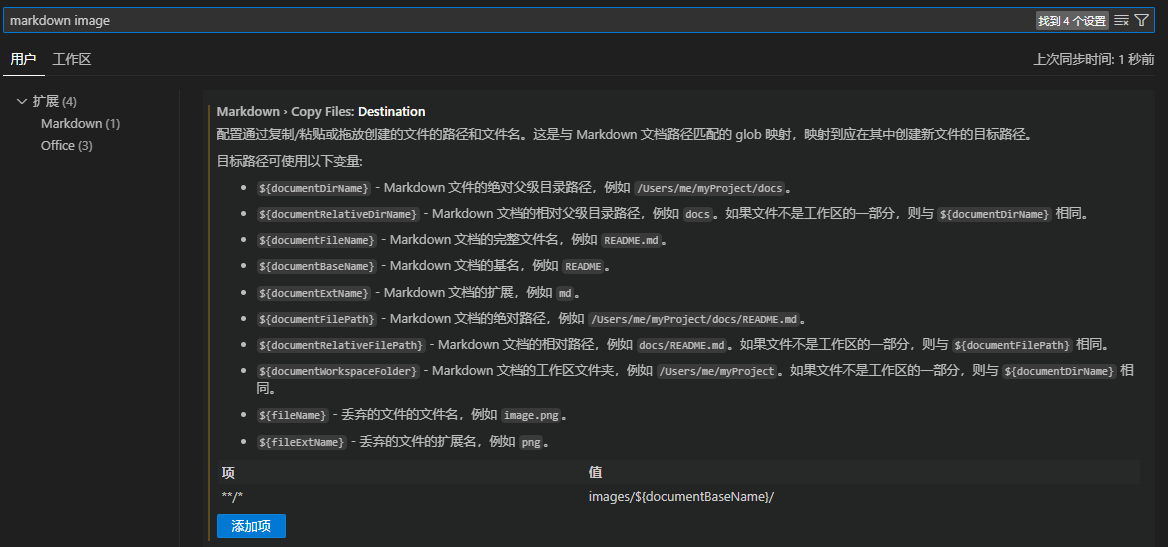 markdown image
找到 4 个设置
用户 工作区
上次同步时间: 1 秒前
扩展 (4)
Markdown (1)
Office (3)
Markdown › Copy Files: Destination
配置通过复制/粘贴或拖放创建的文件的路径和文件名。这是与 Markdown 文档路径匹配的 glob 映射，映射到应在其中创建新文件的目标路径。
目标路径可使用以下变量:
• ${documentDirName} - Markdown 文件的绝对父级目录路径，例如 /Users/me/myProject/docs。
• ${documentRelativeDirName} - Markdown 文档的相对父级目录路径，例如 docs。如果文件不是工作区的一部分，则与 ${documentDirName} 相同。
• ${documentFileName} - Markdown 文档的完整文件名，例如 README.md。
• ${documentBaseName} - Markdown 文档的基名，例如 README。
• ${documentExtName} - Markdown 文档的扩展，例如 md。
• ${documentFilePath} - Markdown 文档的绝对路径，例如 /Users/me/myProject/docs/README.md。
• ${documentRelativeFilePath} - Markdown 文档的相对路径，例如 docs/README.md。如果文件不是工作区的一部分，则与 ${documentFilePath} 相同。
• ${documentWorkspaceFolder} - Markdown 文档的工作区文件夹，例如 /Users/me/myProject。如果文件不是工作区的一部分，则与 ${documentDirName} 相
同。
• ${fileName} - 丢弃的文件的文件名，例如 image.png。
• ${fileExtName} - 丢弃的文件的扩展名，例如 png。
项 值
**/* images/${documentBaseName}/
添加项